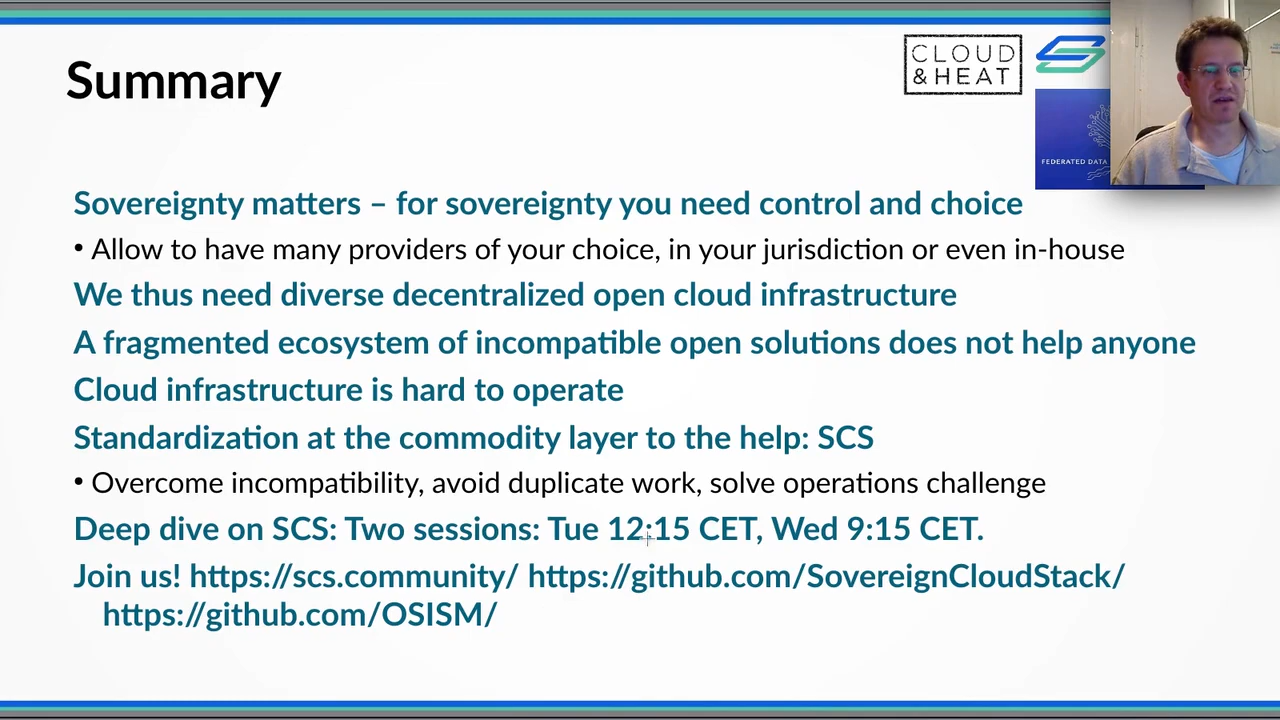 CLOUD
& HEAT
Summary
FEDERATED DATA
Sovereignty matters – for sovereignty you need control and choice
• Allow to have many providers of your choice, in your jurisdiction or even in-house
We thus need diverse decentralized open cloud infrastructure
A fragmented ecosystem of incompatible open solutions does not help anyone
Cloud infrastructure is hard to operate
Standardization at the commodity layer to the help: SCS
• Overcome incompatibility, avoid duplicate work, solve operations challenge
Deep dive on SCS: Two sessions: Tue 12:15 CET, Wed 9:15 CET.
Join us! https://scs.community/ https://github.com/SovereignCloudStack/
https://github.com/OSISM/